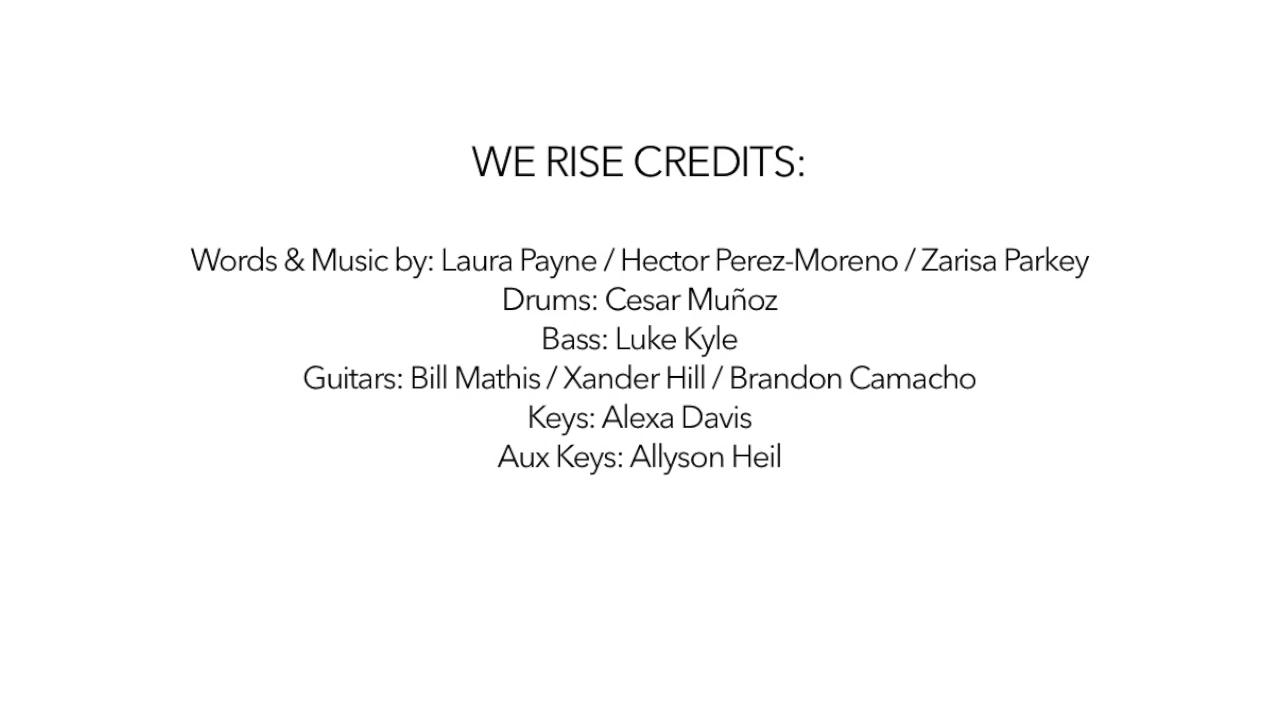 WE RISE CREDITS:
Words & Music by: Laura Payne / Hector Perez-Moreno / Zarisa Parkey
Drums: Cesar Muñoz
Bass: Luke Kyle
Guitars: Bill Mathis / Xander Hill / Brandon Camacho
Keys: Alexa Davis
Aux Keys: Allyson Heil